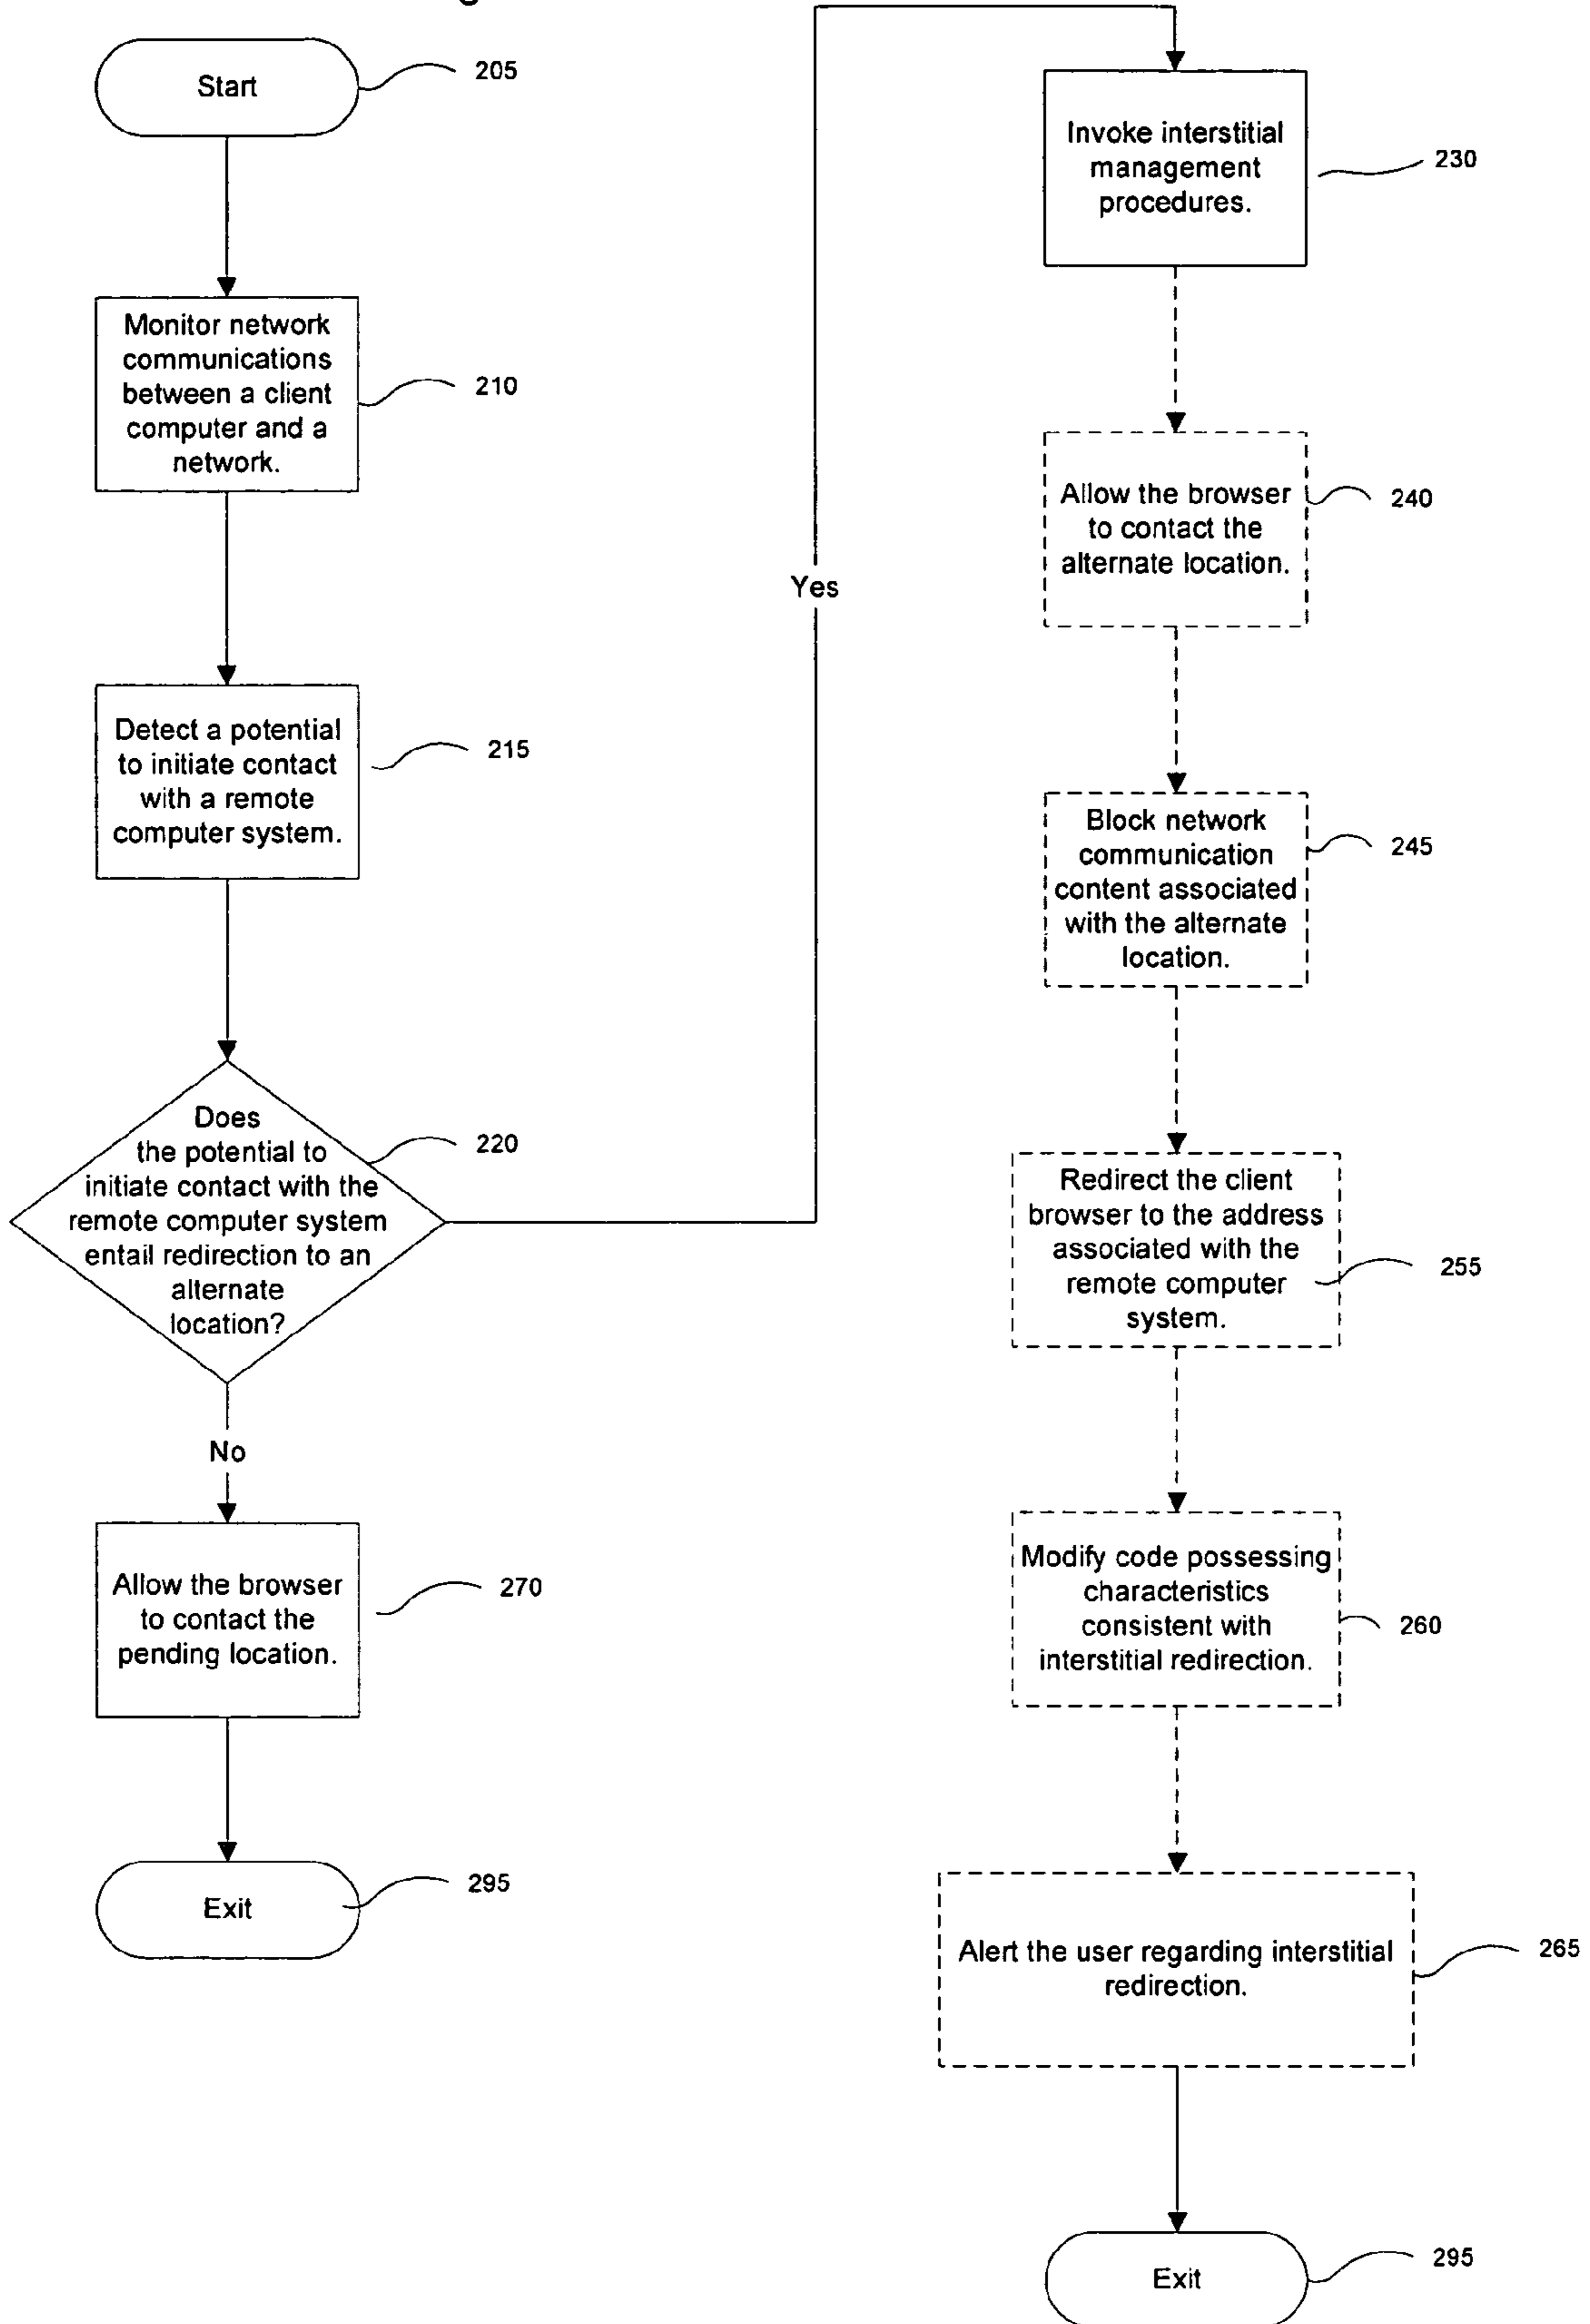 Start
205
Monitor network
communications
between a client
computer and a
network.
210
Detect a potential
to initiate contact
with a remote
computer system.
215
Does
the potential to
initiate contact with the
remote computer system
entail redirection to an
alternate
location?
220
No
Allow the browser
to contact the
pending location.
270
Exit
295
Yes
Invoke interstitial
management
procedures.
230
Allow the browser
to contact the
alternate location.
240
Block network
communication
content associated
with the alternate
location.
245
Redirect the client
browser to the address
associated with the
remote computer
system.
255
Modify code possessing
characteristics
consistent with
interstitial redirection.
260
Alert the user regarding interstitial
redirection.
265
Exit
295